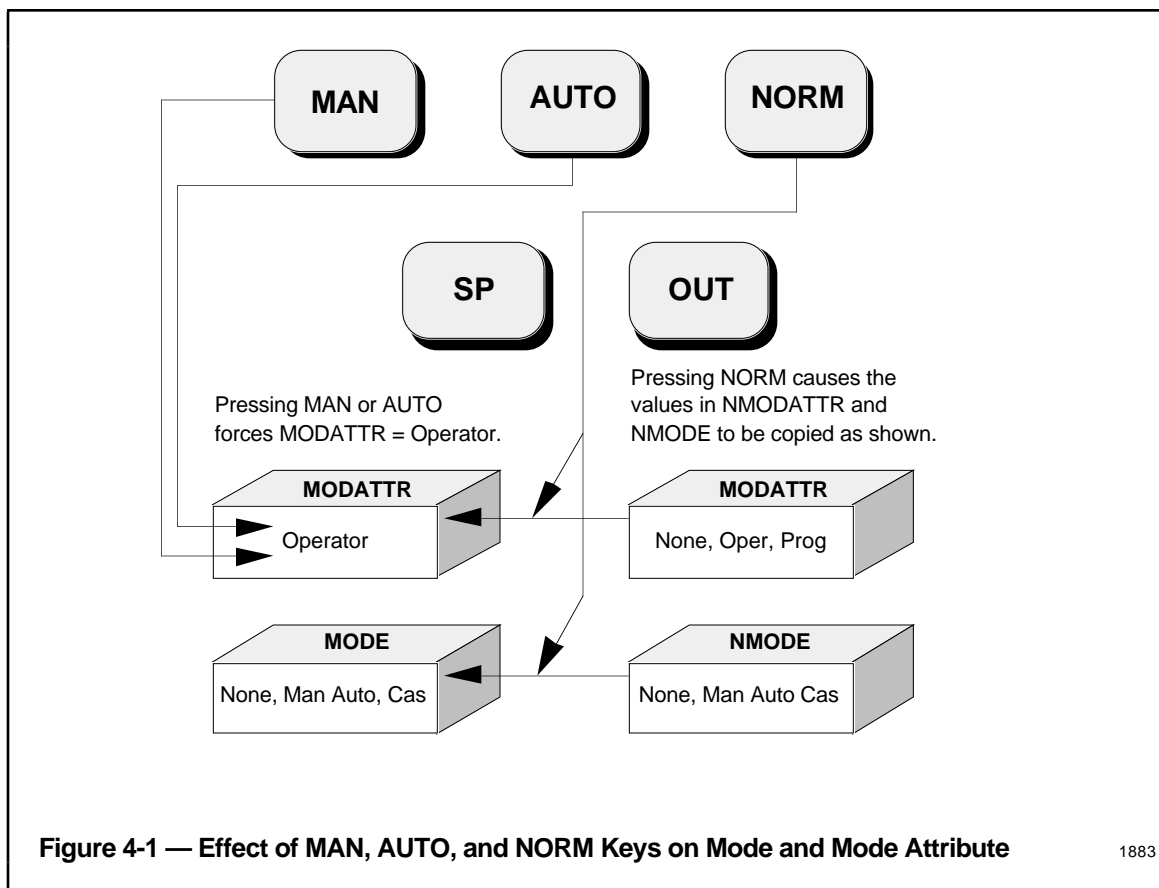 MAN
AUTO
NORM
SP
OUT
Pressing MAN or AUTO
forces MODATTR = Operator.
Pressing NORM causes the
values in NMODATTR and
NMODE to be copied as shown.
MODATTR
Operator
MODATTR
None, Oper, Prog
MODE
None, Man Auto, Cas
NMODE
None, Man Auto Cas
Figure 4-1 — Effect of MAN, AUTO, and NORM Keys on Mode and Mode Attribute
1883